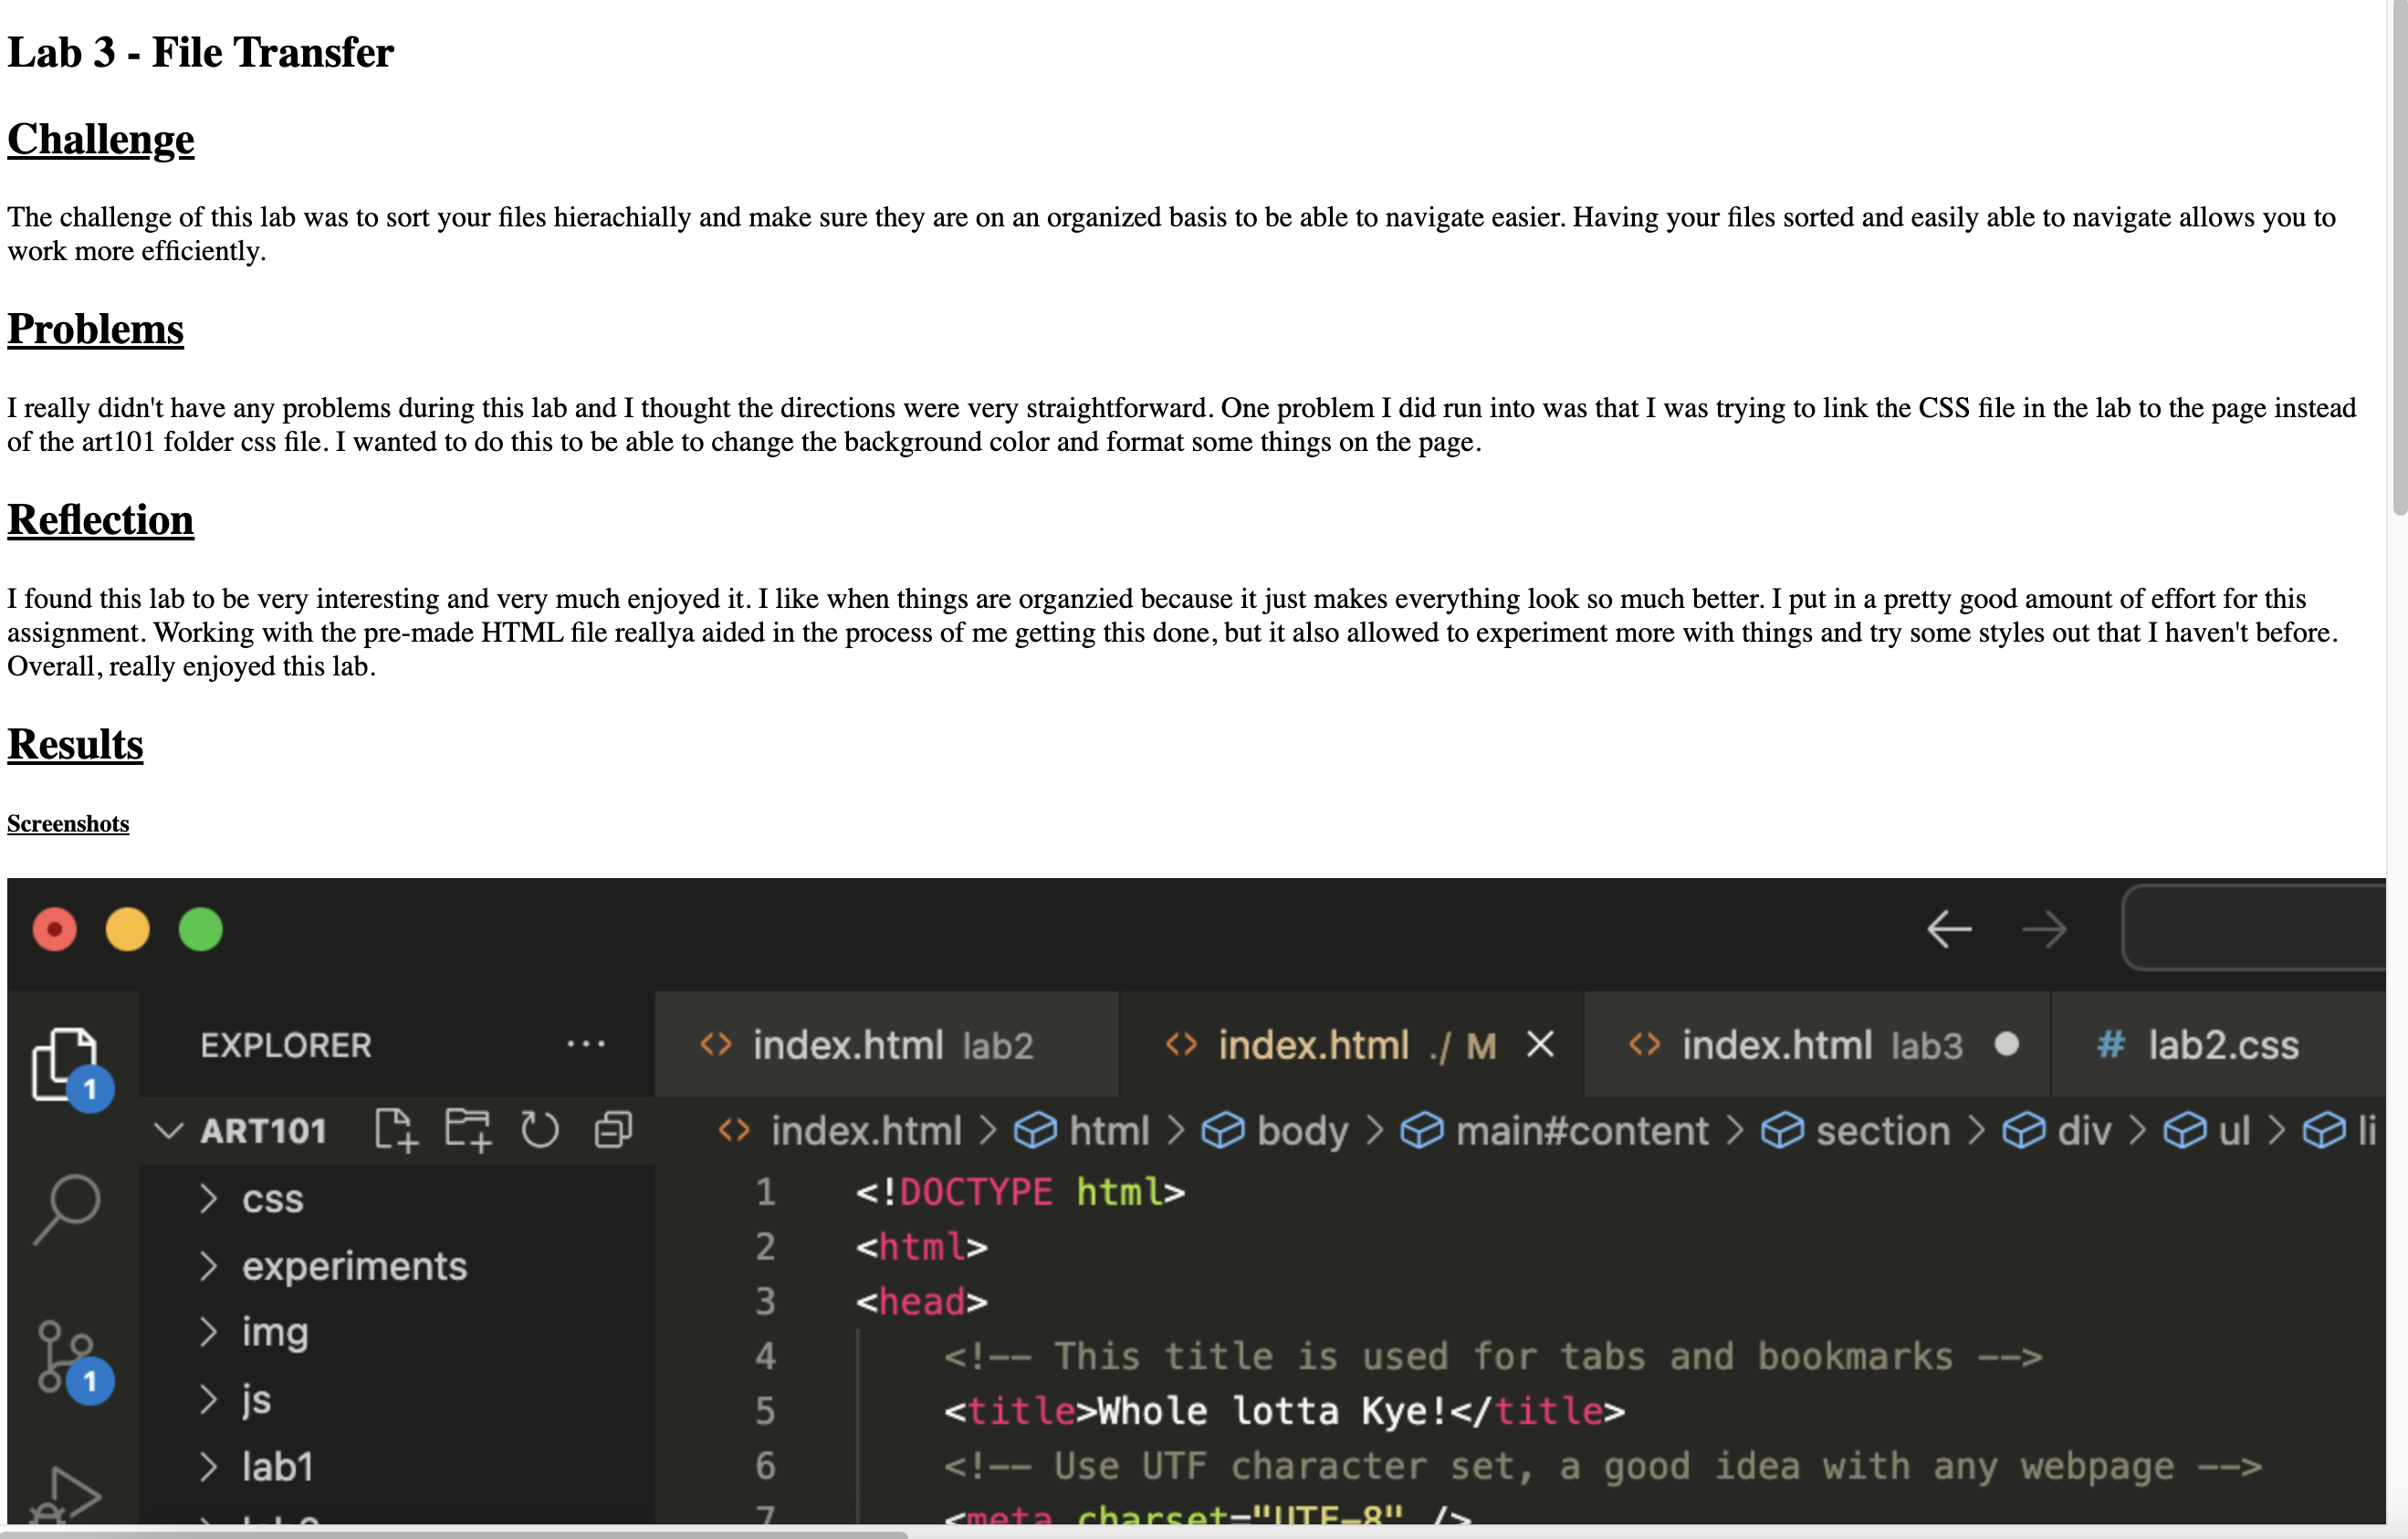 Lab 3 - File Transfer
Challenge
The challenge of this lab was to sort your files hierachially and make sure they are on an organized basis to be able to navigate easier. Having your files sorted and easily able to navigate allows you to
work more efficiently.
Problems
I really didn't have any problems during this lab and I thought the directions were very straightforward. One problem I did run into was that I was trying to link the CSS file in the lab to the page instead
of the art101 folder css file. I wanted to do this to be able to change the background color and format some things on the page.
Reflection
I found this lab to be very interesting and very much enjoyed it. I like when things are organzied because it just makes everything look so much better. I put in a pretty good amount of effort for this
assignment. Working with the pre-made HTML file reallya aided in the process of me getting this done, but it also allowed to experiment more with things and try some styles out that I haven't before.
Overall, really enjoyed this lab.
Results
Screenshots
EXPLORER ··· <> index.html lab2 <> index.html ./ M <> index.html lab3 # lab2.css
1
ART101 <> index.html > html > body > main#content > section > div > ul > li
css
experiments
img
js
lab1
1
1 <!DOCTYPE html>
2 <html>
3 <head>
4 <!-- This title is used for tabs and bookmarks -->
5 <title>Whole lotta Kye!</title>
6 <!-- Use UTF character set, a good idea with any webpage -->
7 <meta charset="UTF-8" />